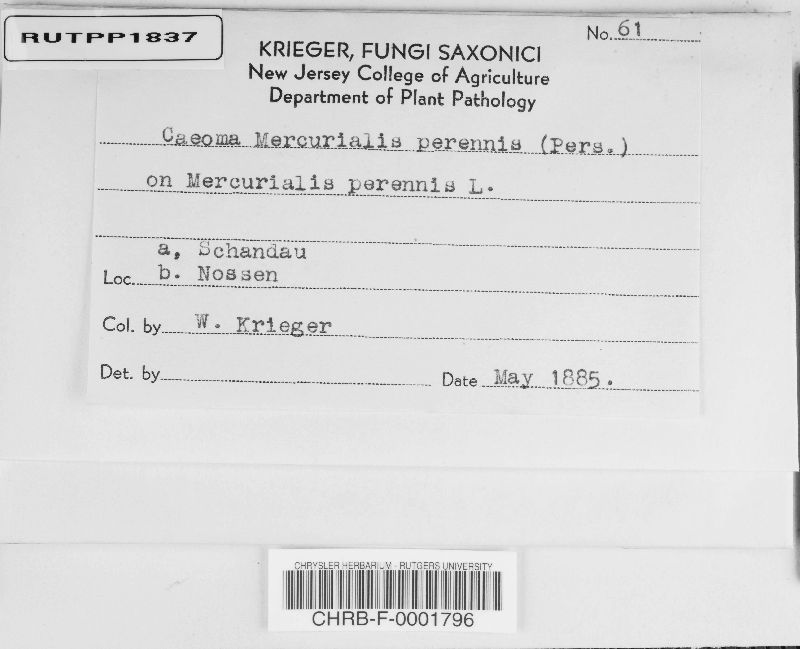 RUTPP1837
No. 61
KRIEGER, FUNGI SAXONICI
New Jersey College of Agriculture
Department of Plant Pathology
Caeoma Mercurialis perennis (Pers.)
on Mercurialis perennis L.
a, Schandau
Loc. b. Nossen
Col. by W. Krieger
Det. by Date May 1885.
CHRYSLER HERBARIUM - RUTGERS UNIVERSITY
CHRB-F-0001796